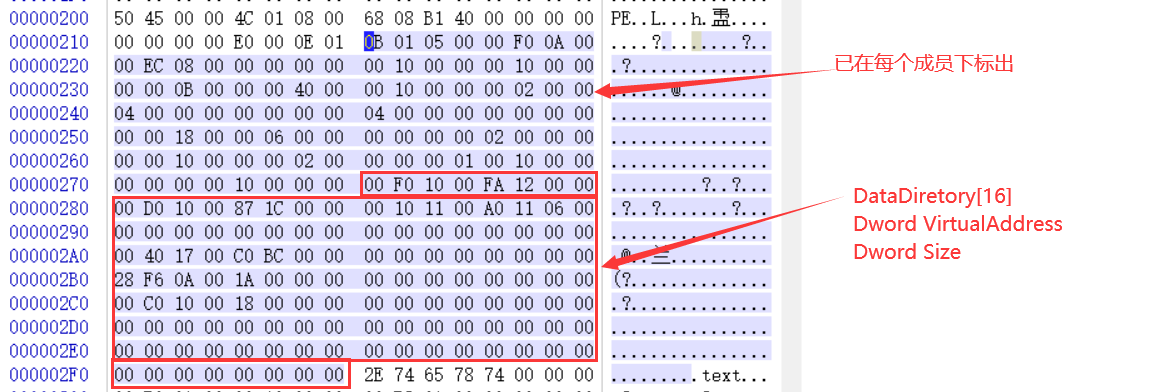 00000200 50 45 00 00 4C 01 08 00 68 08 B1 40 00 00 00 00 PE..L...h.盄....
00000210 00 00 00 00 E0 00 0E 01 0B 01 05 00 00 F0 0A 00 ....?........?..
已在每个成员下标出
00000220 00 EC 08 00 00 00 00 00 00 10 00 00 00 10 00 00 .?.............
00000230 00 00 0B 00 00 00 40 00 00 10 00 00 00 02 00 00 ......@.........
00000240 04 00 00 00 00 00 00 00 04 00 00 00 00 00 00 00 ................
00000250 00 00 18 00 00 06 00 00 00 00 00 00 02 00 00 00 ................
00000260 00 00 10 00 00 00 02 00 00 00 00 01 00 10 00 00 ................
00000270 00 00 00 00 10 00 00 00 00 F0 10 00 FA 12 00 00 .........?..?...
DataDiretory[16]
Dword VirtualAddress
Dword Size
00000280 00 D0 10 00 87 1C 00 00 00 10 11 00 A0 11 06 00 .?..?.......?...
00000290 00 00 00 00 00 00 00 00 00 00 00 00 00 00 00 00 ................
000002A0 00 40 17 00 C0 BC 00 00 00 00 00 00 00 00 00 00
000002B0 28 F6 0A 00 1A 00 00 00 00 00 00 00 00 00 00 00 (?..............
000002C0 00 C0 10 00 18 00 00 00 00 00 00 00 00 00 00 00 .?..............
000002D0 00 00 00 00 00 00 00 00 00 00 00 00 00 00 00 00 ................
000002E0 00 00 00 00 00 00 00 00 00 00 00 00 00 00 00 00 ................
000002F0 00 00 00 00 00 00 00 00 2E 74 65 78 74 00 00 00 ........text...